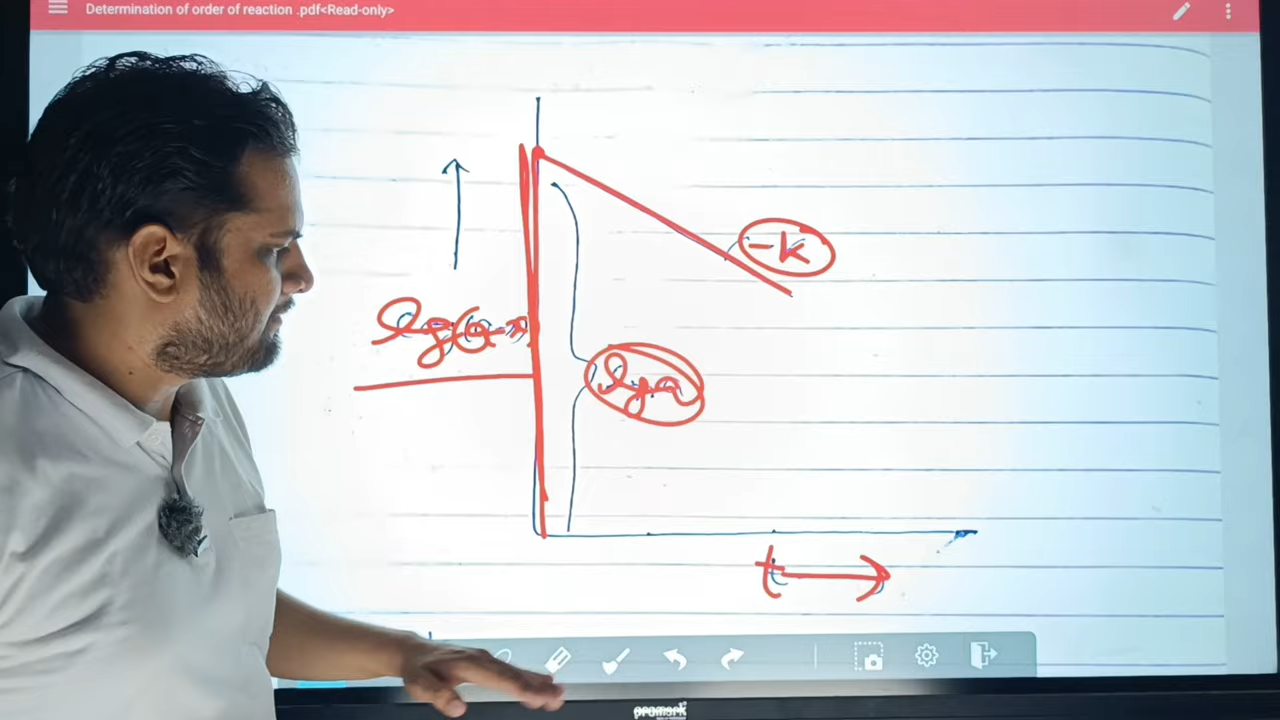 Determination of order of reaction .pdf<Read-only>
-k
log(a-x)
log a
t
promark